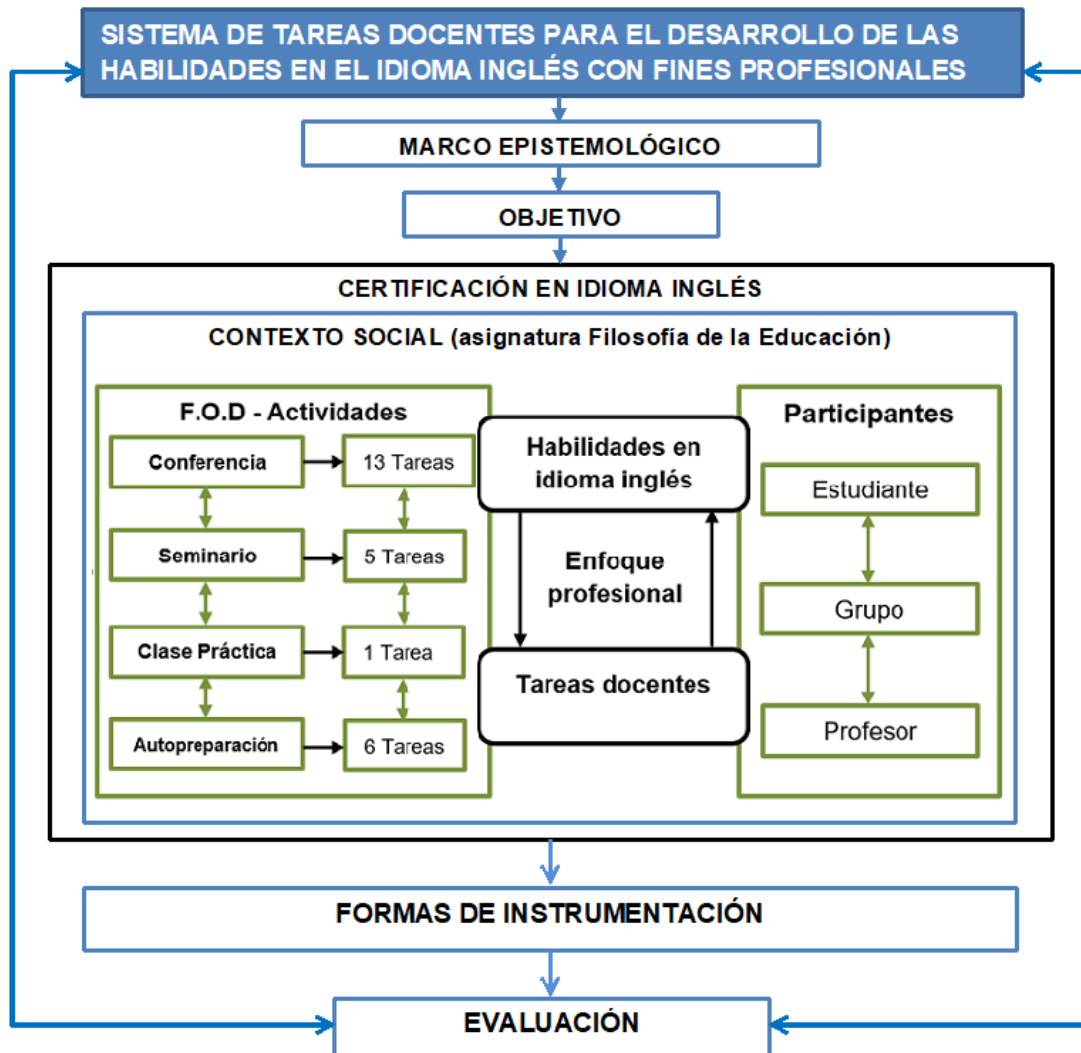 SISTEMA DE TAREAS DOCENTES PARA EL DESARROLLO DE LAS
HABILIDADES EN EL IDIOMA INGLÉS CON FINES PROFESIONALES
MARCO EPISTEMOLÓGICO
OBJETIVO
CERTIFICACIÓN EN IDIOMA INGLÉS
CONTEXTO SOCIAL (asignatura Filosofía de la Educación)
F.O.D - Actividades
Conferencia
13 Tareas
Seminario
5 Tareas
Clase Práctica
1 Tarea
Autopreparación
6 Tareas
Habilidades en
idioma inglés
Enfoque
profesional
Tareas docentes
Participantes
Estudiante
Grupo
Profesor
FORMAS DE INSTRUMENTACIÓN
EVALUACIÓN